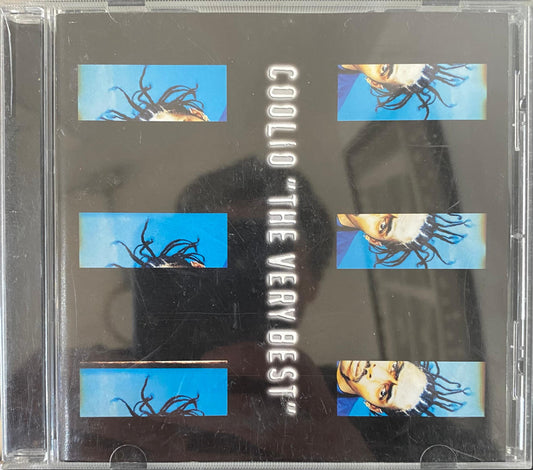 COOLIO "THE VERY BEST"